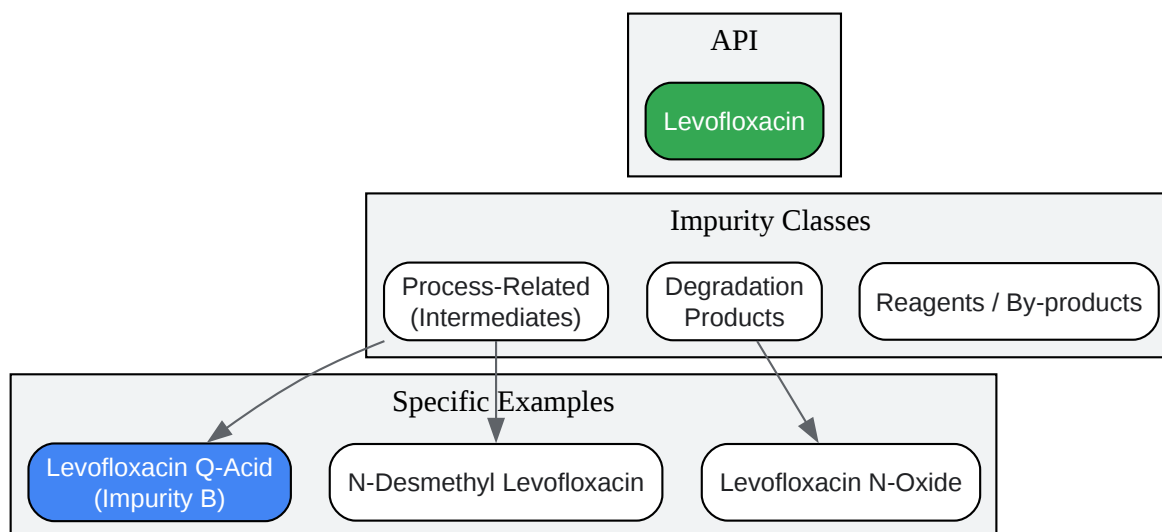 API
Levofloxacin
Impurity Classes
Process-Related
(Intermediates)
Degradation
Products
Reagents / By-products
Specific Examples
Levofloxacin Q-Acid
(Impurity B)
N-Desmethyl Levofloxacin
Levofloxacin N-Oxide